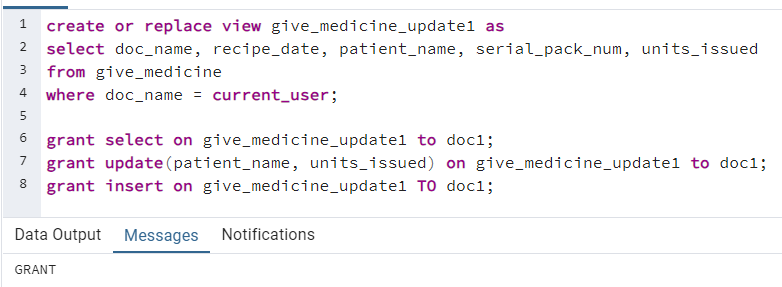 1 create or replace view give_medicine_update1 as
2 select doc_name, recipe_date, patient_name, serial_pack_num, units_issued
3 from give_medicine
4 where doc_name = current_user;
5
6 grant select on give_medicine_update1 to doc1;
7 grant update(patient_name, units_issued) on give_medicine_update1 to doc1;
8 grant insert on give_medicine_update1 TO doc1;
Data Output Messages Notifications
GRANT